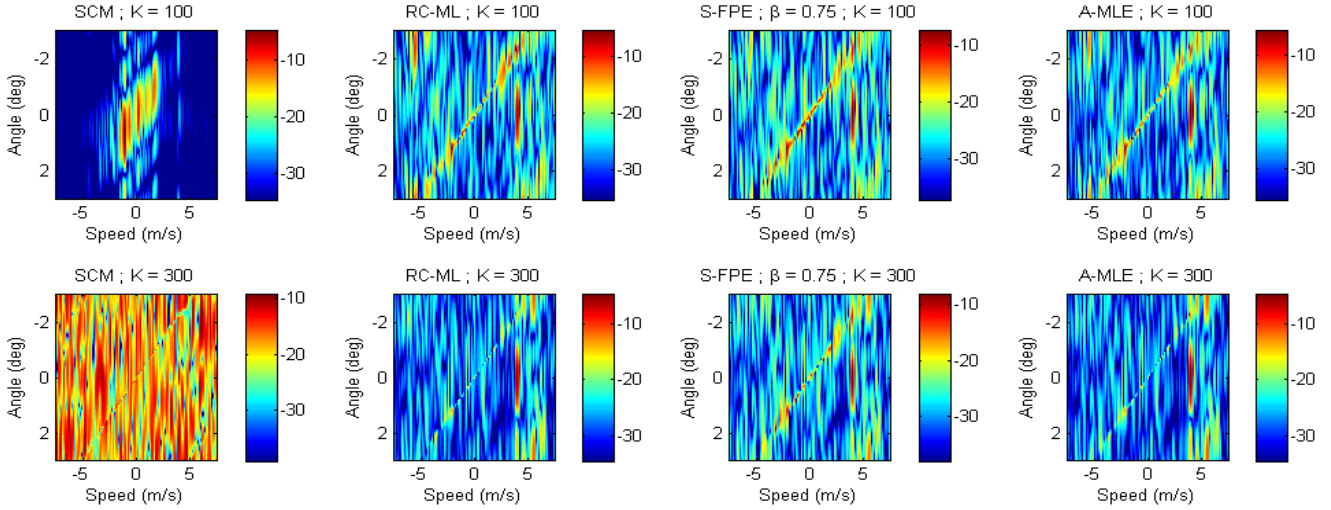 SCM ; K = 100
RC-ML ; K = 100
S-FPE ; β = 0.75 ; K = 100
A-MLE ; K = 100
Angle (deg)
-2
0
2
-5 0 5
Speed (m/s)
-10
-20
-30
Angle (deg)
-2
0
2
-5 0 5
Speed (m/s)
-10
-20
-30
Angle (deg)
-2
0
2
-5 0 5
Speed (m/s)
-10
-20
-30
Angle (deg)
-2
0
2
-5 0 5
Speed (m/s)
-10
-20
-30
SCM ; K = 300
RC-ML ; K = 300
S-FPE ; β = 0.75 ; K = 300
A-MLE ; K = 300
Angle (deg)
-2
0
2
-5 0 5
Speed (m/s)
-10
-20
-30
Angle (deg)
-2
0
2
-5 0 5
Speed (m/s)
-10
-20
-30
Angle (deg)
-2
0
2
-5 0 5
Speed (m/s)
-10
-20
-30
Angle (deg)
-2
0
2
-5 0 5
Speed (m/s)
-10
-20
-30